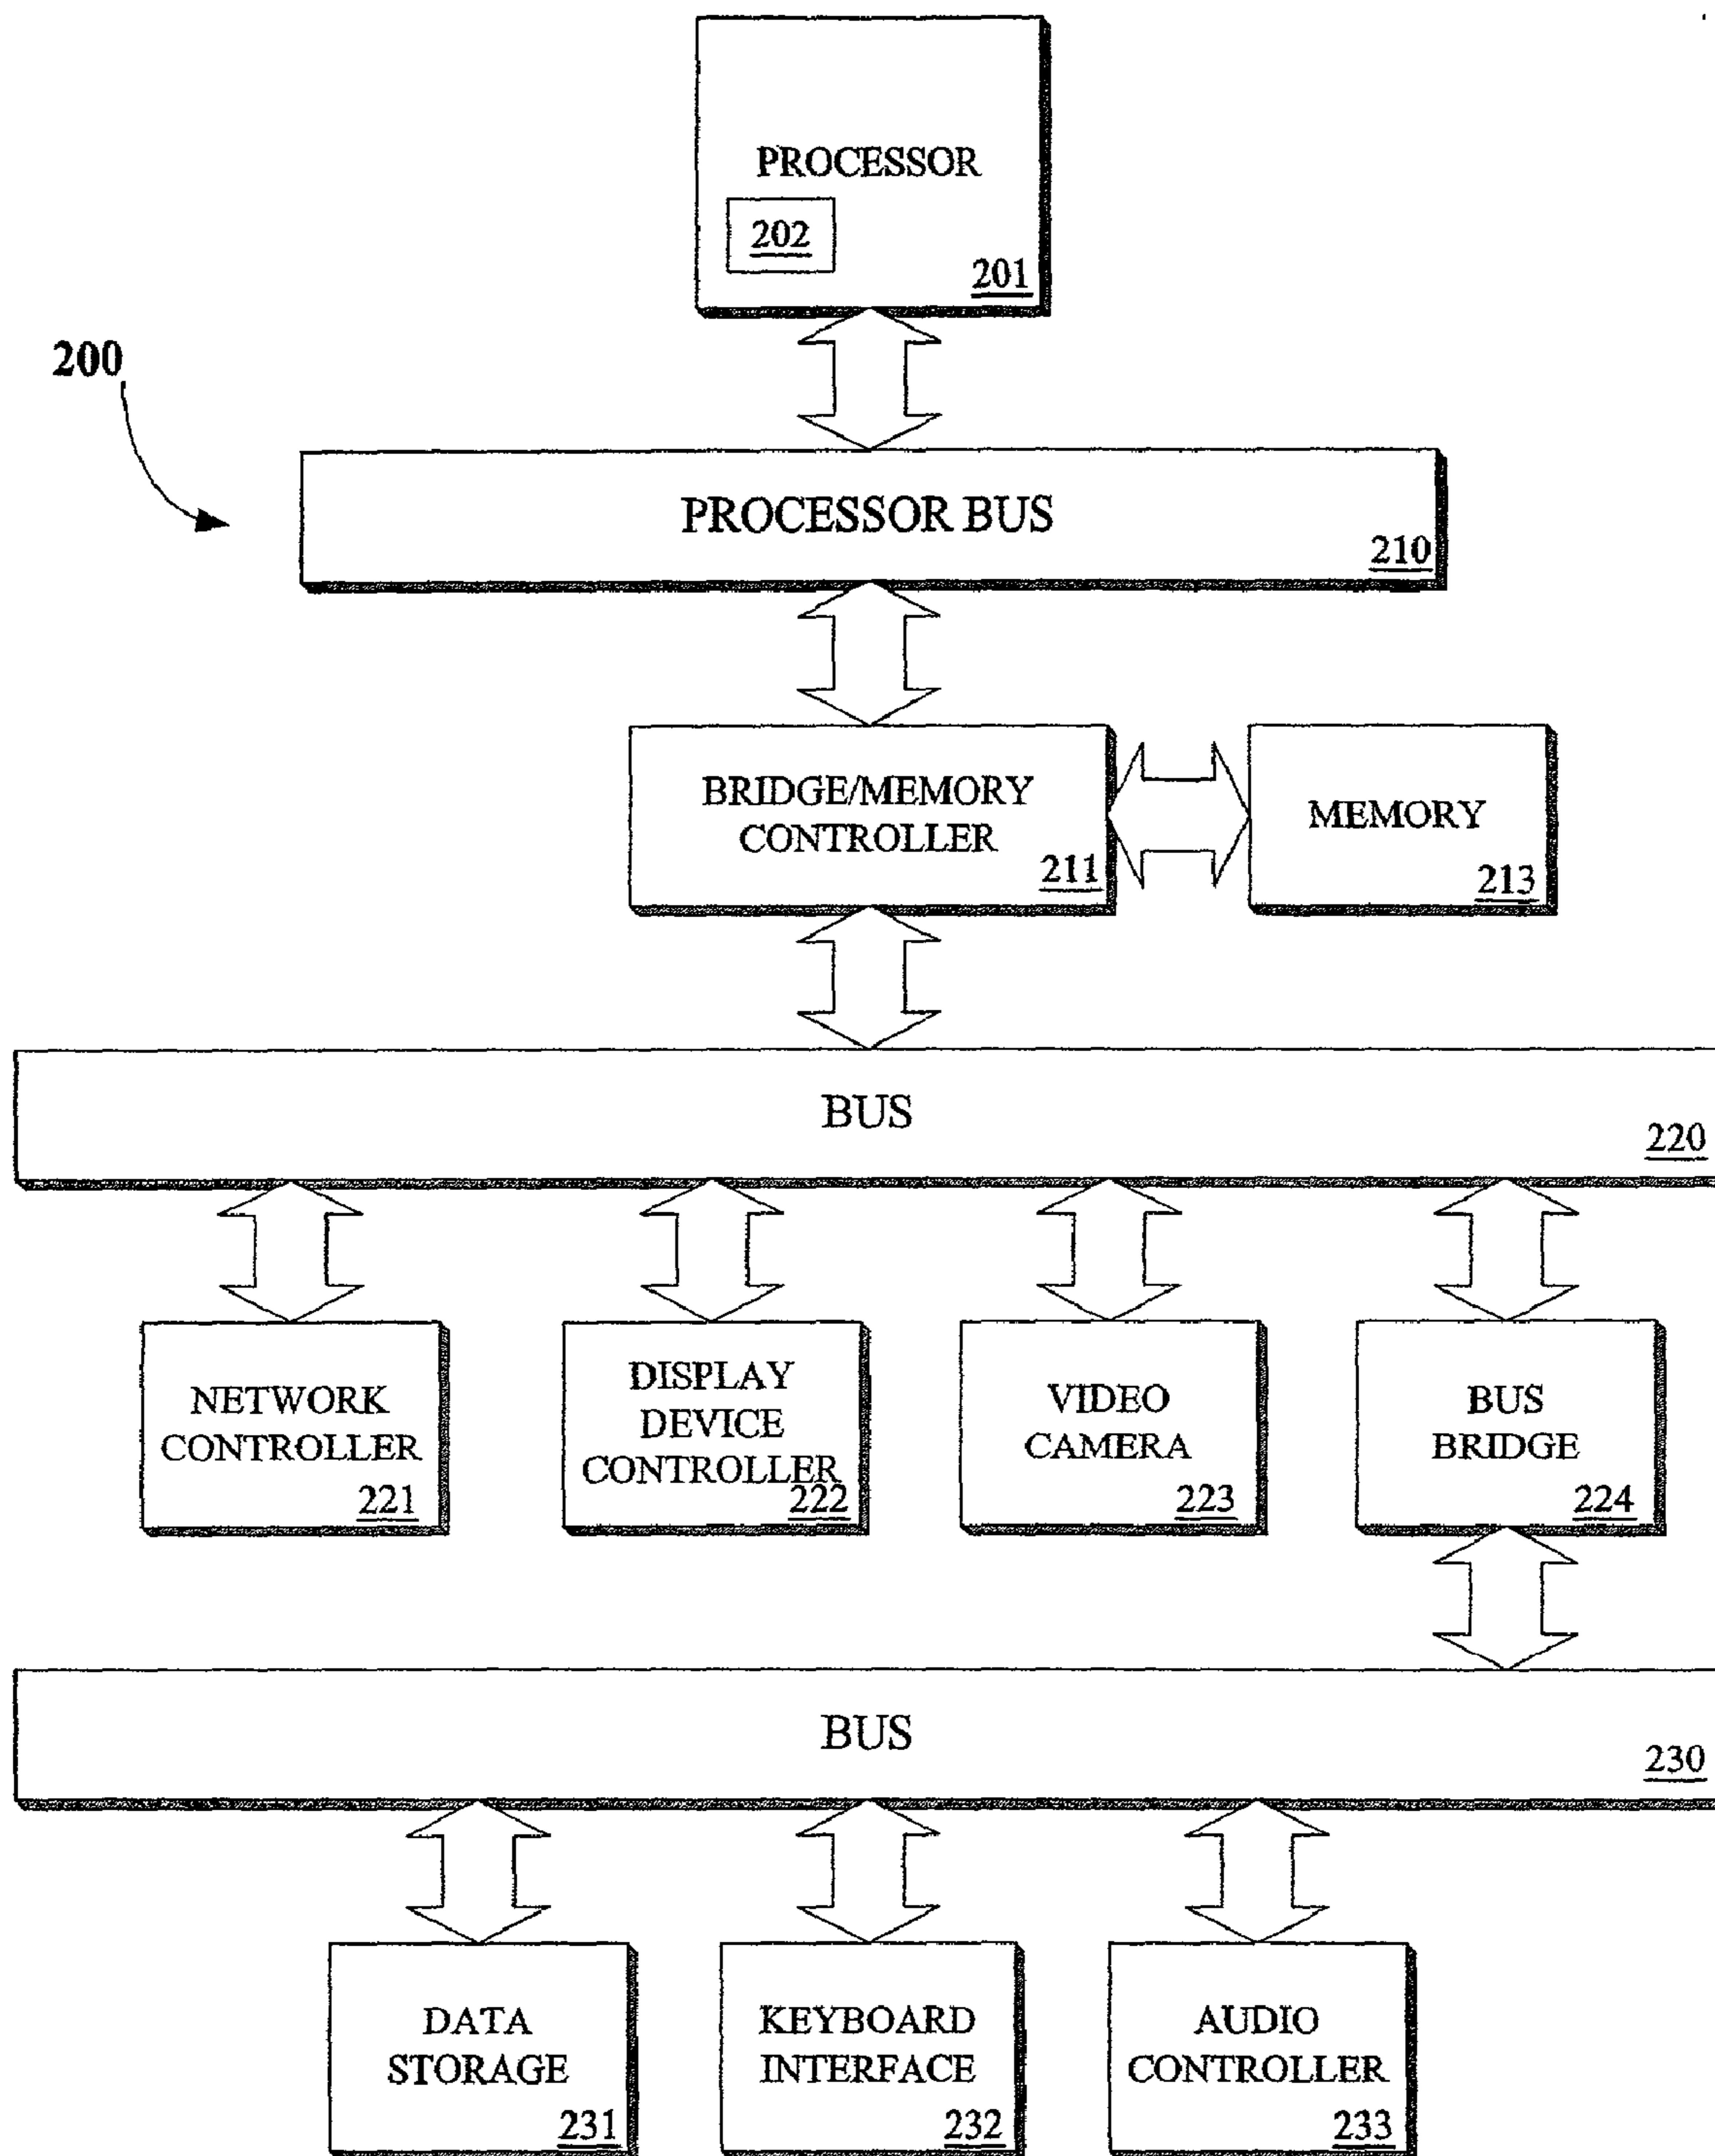 PROCESSOR
202
201
200
PROCESSOR BUS
210
BRIDGE/MEMORY
CONTROLLER
211
MEMORY
213
BUS
220
NETWORK
CONTROLLER
221
DISPLAY
DEVICE
CONTROLLER
222
VIDEO
CAMERA
223
BUS
BRIDGE
224
BUS
230
DATA
STORAGE
231
KEYBOARD
INTERFACE
232
AUDIO
CONTROLLER
233